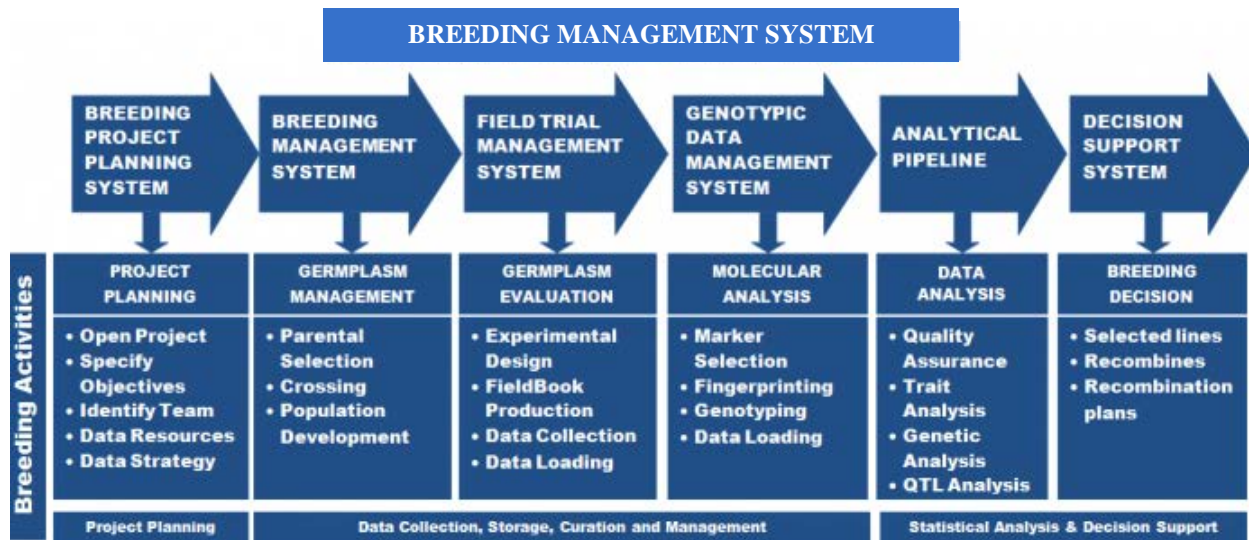 BREEDING MANAGEMENT SYSTEM
BREEDING
PROJECT
PLANNING
SYSTEM
BREEDING
MANAGEMENT
SYSTEM
FIELD TRIAL
MANAGEMENT
SYSTEM
GENOTYPIC
DATA
MANAGEMENT
SYSTEM
ANALYTICAL
PIPELINE
DECISION
SUPPORT
SYSTEM
Breeding Activities
PROJECT
PLANNING
• Open Project
• Specify
Objectives
• Identify Team
• Data Resources
• Data Strategy
GERMPLASM
MANAGEMENT
• Parental
Selection
• Crossing
• Population
Development
GERMPLASM
EVALUATION
• Experimental
Design
• FieldBook
Production
• Data Collection
• Data Loading
MOLECULAR
ANALYSIS
• Marker
Selection
• Fingerprinting
• Genotyping
• Data Loading
DATA
ANALYSIS
• Quality
Assurance
• Trait
Analysis
• Genetic
Analysis
• QTL Analysis
BREEDING
DECISION
• Selected lines
• Recombines
• Recombination
plans
Project Planning
Data Collection, Storage, Curation and Management
Statistical Analysis & Decision Support